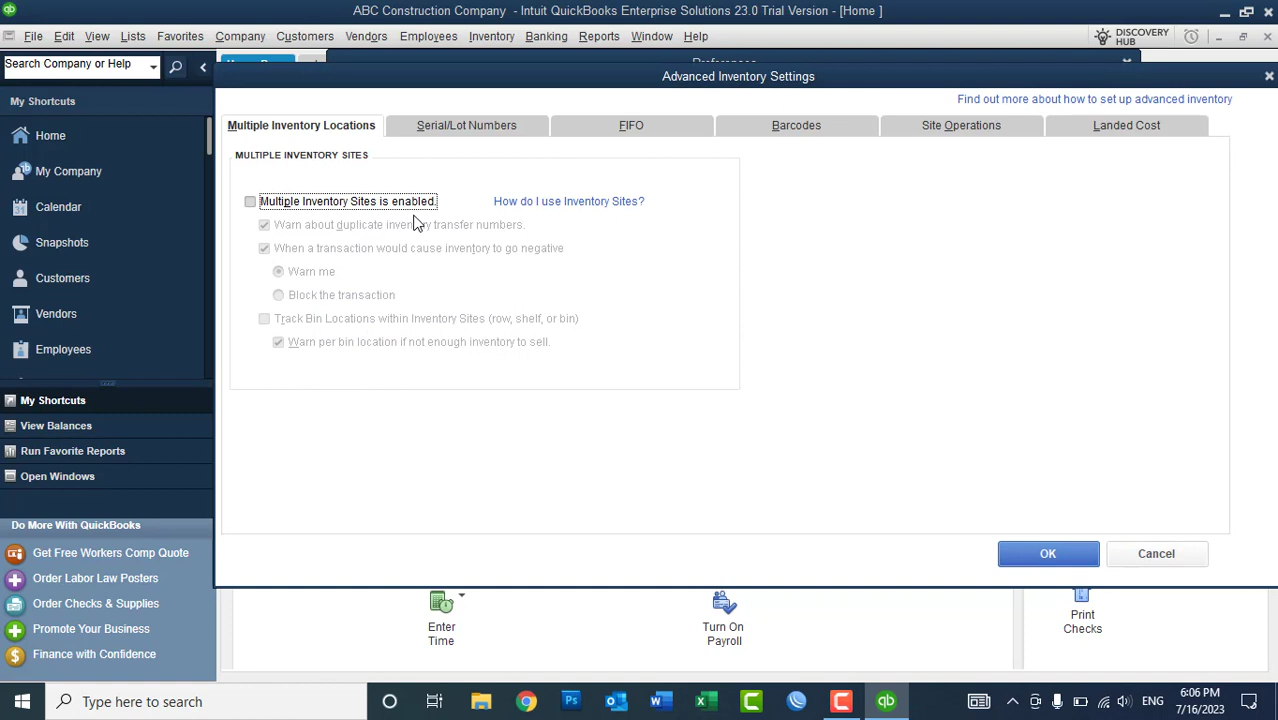 ABC Construction Company - Intuit QuickBooks Enterprise Solutions 23.0 Trial Version - [Home ]
File Edit View Lists Favorites Company Customers Vendors Employees Inventory Banking Reports Window Help
DISCOVERY HUB
Search Company or Help
Advanced Inventory Settings
Find out more about how to set up advanced inventory
My Shortcuts
Home
My Company
Calendar
Snapshots
Customers
Vendors
Employees
My Shortcuts
View Balances
Run Favorite Reports
Open Windows
Do More With QuickBooks
Get Free Workers Comp Quote
Order Labor Law Posters
Order Checks & Supplies
Promote Your Business
Finance with Confidence
Multiple Inventory Locations Serial/Lot Numbers FIFO Barcodes Site Operations Landed Cost
MULTIPLE INVENTORY SITES
Multiple Inventory Sites is enabled. How do I use Inventory Sites?
Warn about duplicate inventory transfer numbers.
When a transaction would cause inventory to go negative
Warn me
Block the transaction
Track Bin Locations within Inventory Sites (row, shelf, or bin)
Warn per bin location if not enough inventory to sell.
OK Cancel
Enter Time
Turn On Payroll
Print Checks
Type here to search
ENG
6:06 PM
7/16/2023